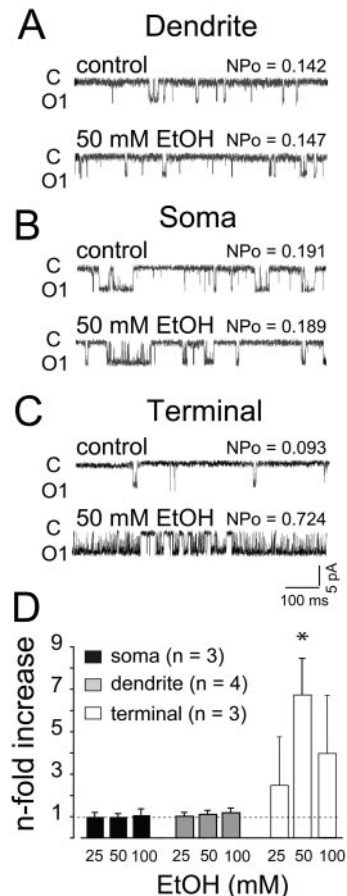 A Dendrite
control NPo = 0.142
C
O1
50 mM EtOH NPo = 0.147
C
O1
B Soma
control NPo = 0.191
C
O1
50 mM EtOH NPo = 0.189
C
O1
C Terminal
control NPo = 0.093
C
O1
50 mM EtOH NPo = 0.724
C
O1
5 pA
100 ms
D
n-fold increase
9
7
5
3
1
soma (n = 3)
dendrite (n = 4)
terminal (n = 3)
*
25 50 100 25 50 100 25 50 100
EtOH (mM)